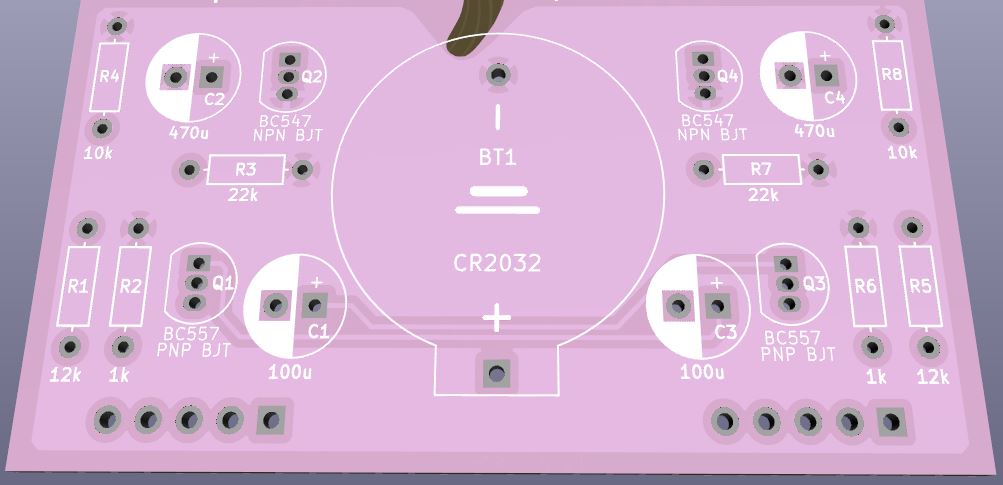 R4
C2
470u
Q2
BC547
NPN BJT
10k
R3
22k
BT1
CR2032
+
Q4
BC547
NPN BJT
C4
470u
R8
10k
R7
22k
R1
12k
R2
1k
Q1
BC557
PNP BJT
+
C1
100u
+
C3
100u
Q3
BC557
PNP BJT
R6
1k
R5
12k
+
+